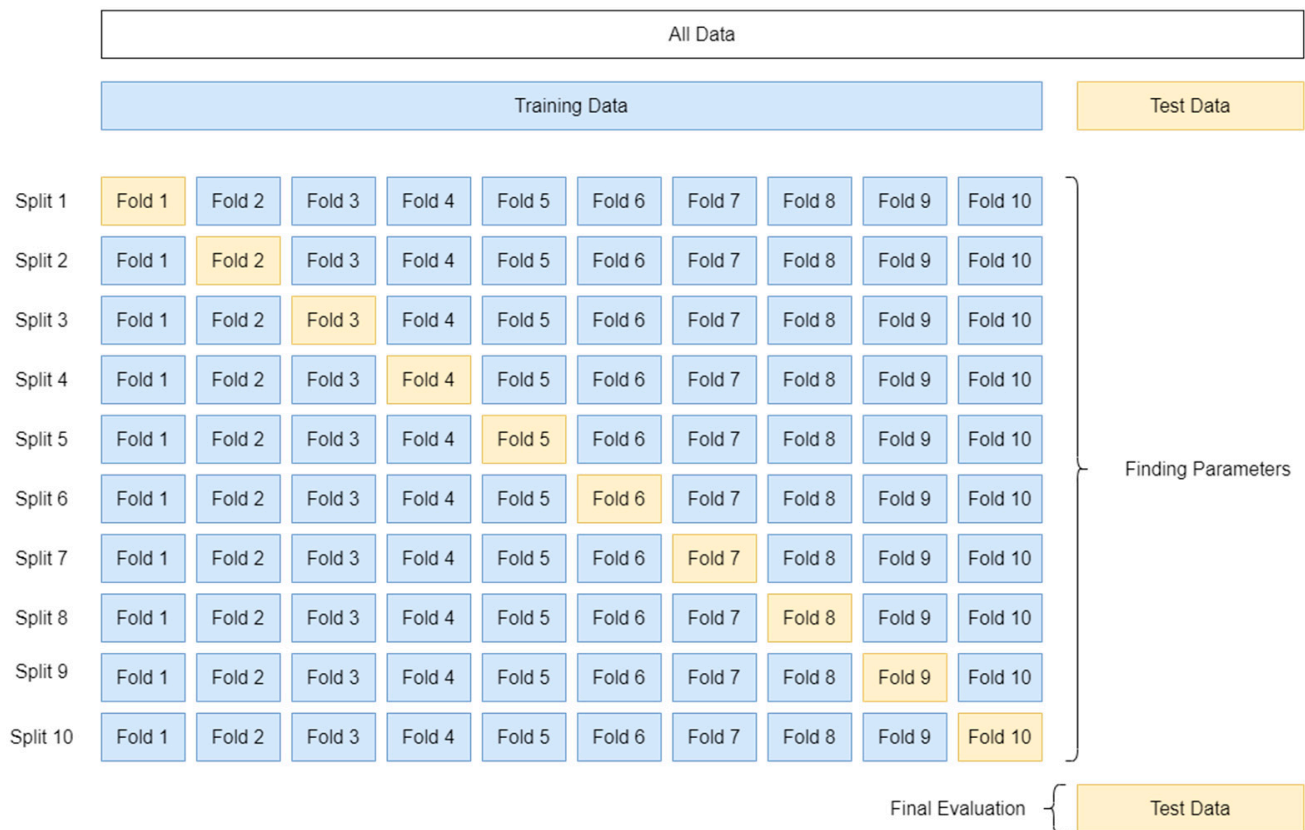 All Data
Training Data Test Data
Split 1 Fold 1 Fold 2 Fold 3 Fold 4 Fold 5 Fold 6 Fold 7 Fold 8 Fold 9 Fold 10
Split 2 Fold 1 Fold 2 Fold 3 Fold 4 Fold 5 Fold 6 Fold 7 Fold 8 Fold 9 Fold 10
Split 3 Fold 1 Fold 2 Fold 3 Fold 4 Fold 5 Fold 6 Fold 7 Fold 8 Fold 9 Fold 10
Split 4 Fold 1 Fold 2 Fold 3 Fold 4 Fold 5 Fold 6 Fold 7 Fold 8 Fold 9 Fold 10
Split 5 Fold 1 Fold 2 Fold 3 Fold 4 Fold 5 Fold 6 Fold 7 Fold 8 Fold 9 Fold 10
Finding Parameters
Split 6 Fold 1 Fold 2 Fold 3 Fold 4 Fold 5 Fold 6 Fold 7 Fold 8 Fold 9 Fold 10
Split 7 Fold 1 Fold 2 Fold 3 Fold 4 Fold 5 Fold 6 Fold 7 Fold 8 Fold 9 Fold 10
Split 8 Fold 1 Fold 2 Fold 3 Fold 4 Fold 5 Fold 6 Fold 7 Fold 8 Fold 9 Fold 10
Split 9 Fold 1 Fold 2 Fold 3 Fold 4 Fold 5 Fold 6 Fold 7 Fold 8 Fold 9 Fold 10
Split 10 Fold 1 Fold 2 Fold 3 Fold 4 Fold 5 Fold 6 Fold 7 Fold 8 Fold 9 Fold 10
Final Evaluation Test Data